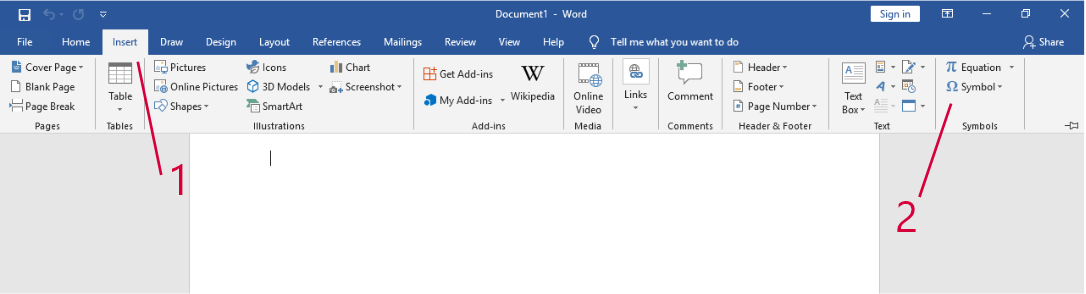 Document1 - Word
Sign in
File Home Insert Draw Design Layout References Mailings Review View Help Tell me what you want to do Share
Cover Page
Blank Page
Page Break
Pages
Table
Tables
Pictures
Online Pictures
Shapes
Icons
3D Models
SmartArt
Chart
Screenshot
Illustrations
Get Add-ins
My Add-ins
W
Wikipedia
Add-ins
Online
Video
Media
Links
Comment
Comments
Header
Footer
Page Number
Header & Footer
A
Text
Box
A
A
Text
π Equation
Ω Symbol
Symbols
1
2